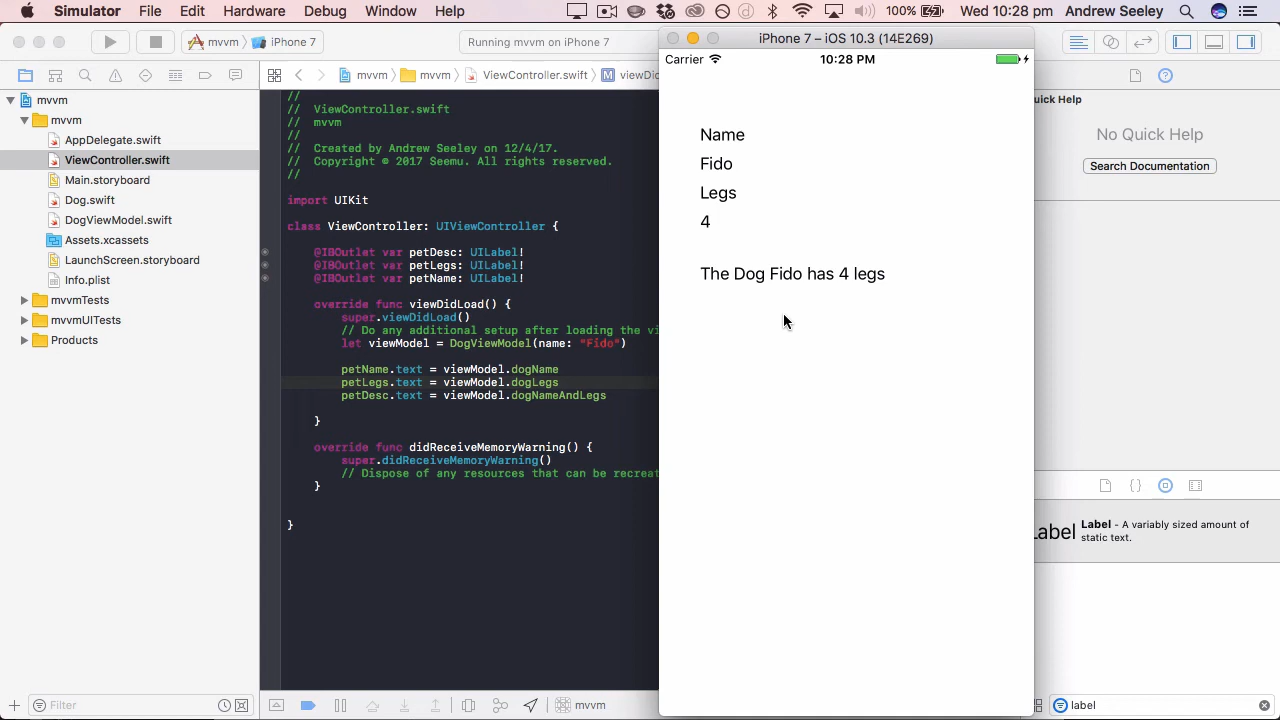 Simulator File Edit Hardware Debug Window Help 100% Wed 10:28 pm Andrew Seeley
mvvm iPhone 7 Running mvvm on iPhone 7
iPhone 7 – iOS 10.3 (14E269)
mvvm mvvm ViewController.swift
Carrier 10:28 PM
mvvm
mvvm
AppDelegate.swift
ViewController.swift
Main.storyboard
Dog.swift
DogViewModel.swift
Assets.xcassets
LaunchScreen.storyboard
Info.plist
mvvmTests
mvvmUITests
Products
Filter
//
// ViewController.swift
// mvvm
//
// Created by Andrew Seeley on 12/4/17.
// Copyright © 2017 Seemu. All rights reserved.
//
import UIKit
class ViewController: UIViewController {
@IBOutlet var petDesc: UILabel!
@IBOutlet var petLegs: UILabel!
@IBOutlet var petName: UILabel!
override func viewDidLoad() {
super.viewDidLoad()
// Do any additional setup after loading the vi
let viewModel = DogViewModel(name: "Fido")
petName.text = viewModel.dogName
petLegs.text = viewModel.dogLegs
petDesc.text = viewModel.dogNameAndLegs
}
override func didReceiveMemoryWarning() {
super.didReceiveMemoryWarning()
// Dispose of any resources that can be recreat
}
}
mvvm
Name
Fido
Legs
4
The Dog Fido has 4 legs
uick Help
No Quick Help
Search Documentation
Label
Label - A variably sized amount of
static text.
label